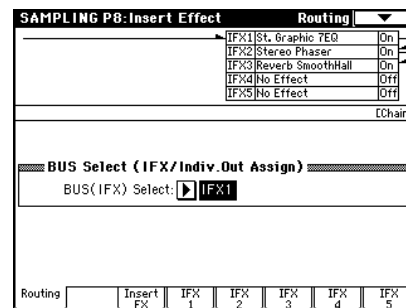 SAMPLING P8:Insert Effect Routing
IFX1 St. Graphic 7EQ On
IFX2 Stereo Phaser On
IFX3 Reverb SmoothHall On
IFX4 No Effect Off
IFX5 No Effect Off
[Chain
BUS Select (IFX/Indiv.Out Assign)
BUS(IFX) Select: IFX1
Routing Insert FX IFX 1 IFX 2 IFX 3 IFX 4 IFX 5